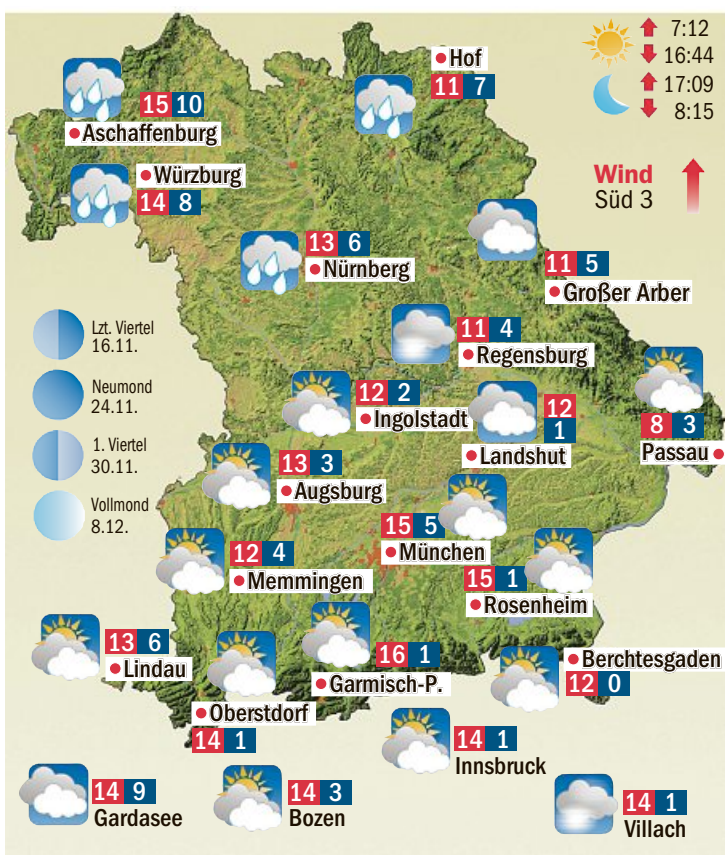 Hof
11 7
7:12
16:44
17:09
8:15
15 10
Aschaffenburg
Würzburg
14 8
Wind
Süd 3
13 6
Nürnberg
11 5
Großer Arber
Lzt. Viertel
16.11.
Neumond
24.11.
1. Viertel
30.11.
Vollmond
8.12.
11 4
Regensburg
12 2
Ingolstadt
12
1
Landshut
8 3
Passau
13 3
Augsburg
15 5
München
12 4
Memmingen
15 1
Rosenheim
13 6
Lindau
16 1
Garmisch-P.
Berchtesgaden
12 0
Oberstdorf
14 1
14 1
Innsbruck
14 9
Gardasee
14 3
Bozen
14 1
Villach